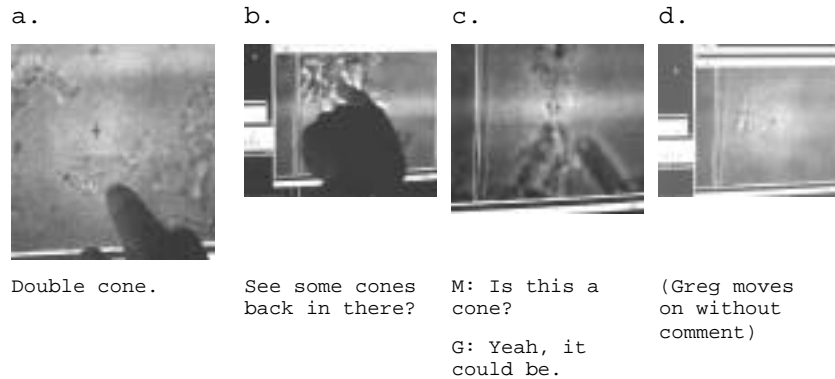 a.
b.
c.
d.
Double cone.
See some cones
back in there?
M: Is this a
cone?
G: Yeah, it
could be.
(Greg moves
on without
comment)